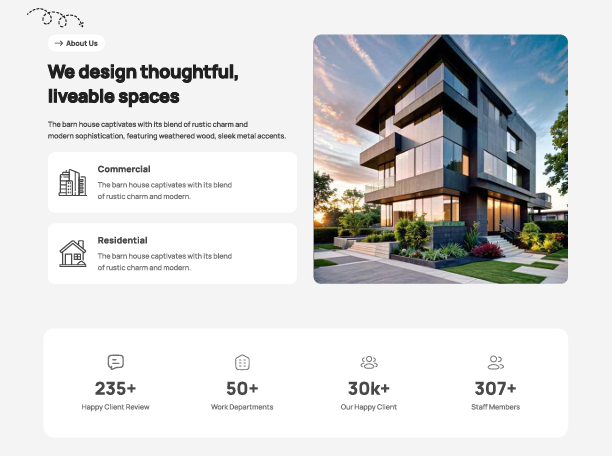 About Us
We design thoughtful,
liveable spaces
The barn house captivates with its blend of rustic charm and
modern sophistication, featuring weathered wood, sleek metal accents.
Commercial
The barn house captivates with its blend
of rustic charm and modern.
Residential
The barn house captivates with its blend
of rustic charm and modern.
235+
Happy Client Review
50+
Work Departments
30k+
Our Happy Client
307+
Staff Members